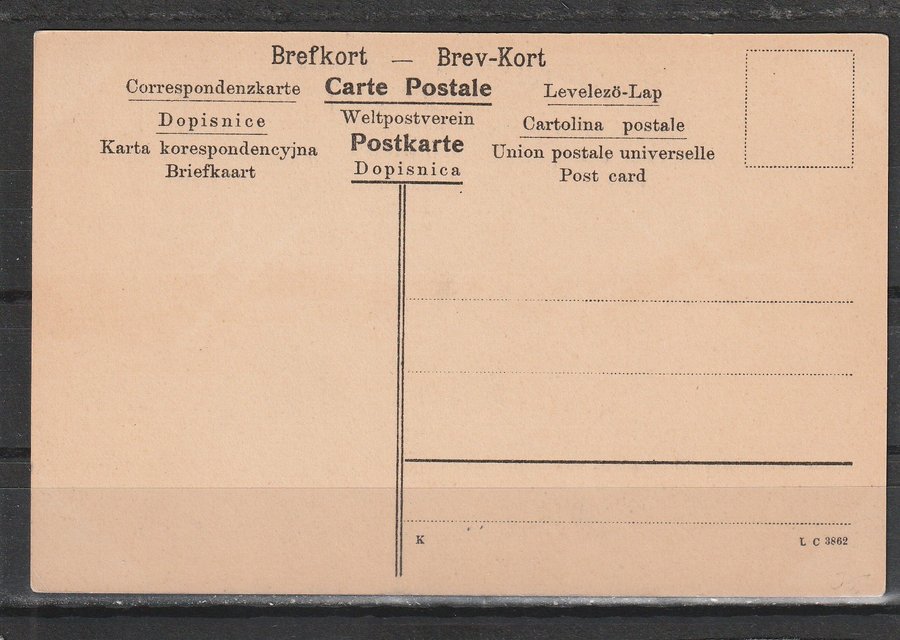 Brefkort — Brev-Kort
Correspondenzkarte
Carte Postale
Levelezö-Lap
Dopisnice
Weltpostverein
Cartolina postale
Karta korespondencyjna
Postkarte
Union postale universelle
Briefkaart
Dopisnica
Post card
K
L C 3862